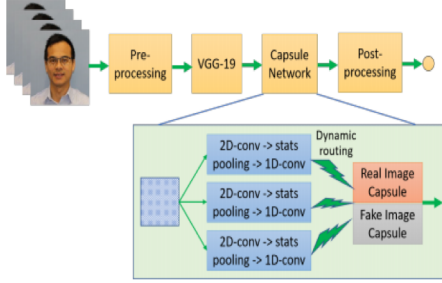 Pre-
processing
VGG-19
Capsule
Network
Post-
processing
Dynamic
routing
2D-conv -> stats
pooling -> 1D-conv
2D-conv -> stats
pooling -> 1D-conv
2D-conv -> stats
pooling -> 1D-conv
Real Image
Capsule
Fake Image
Capsule